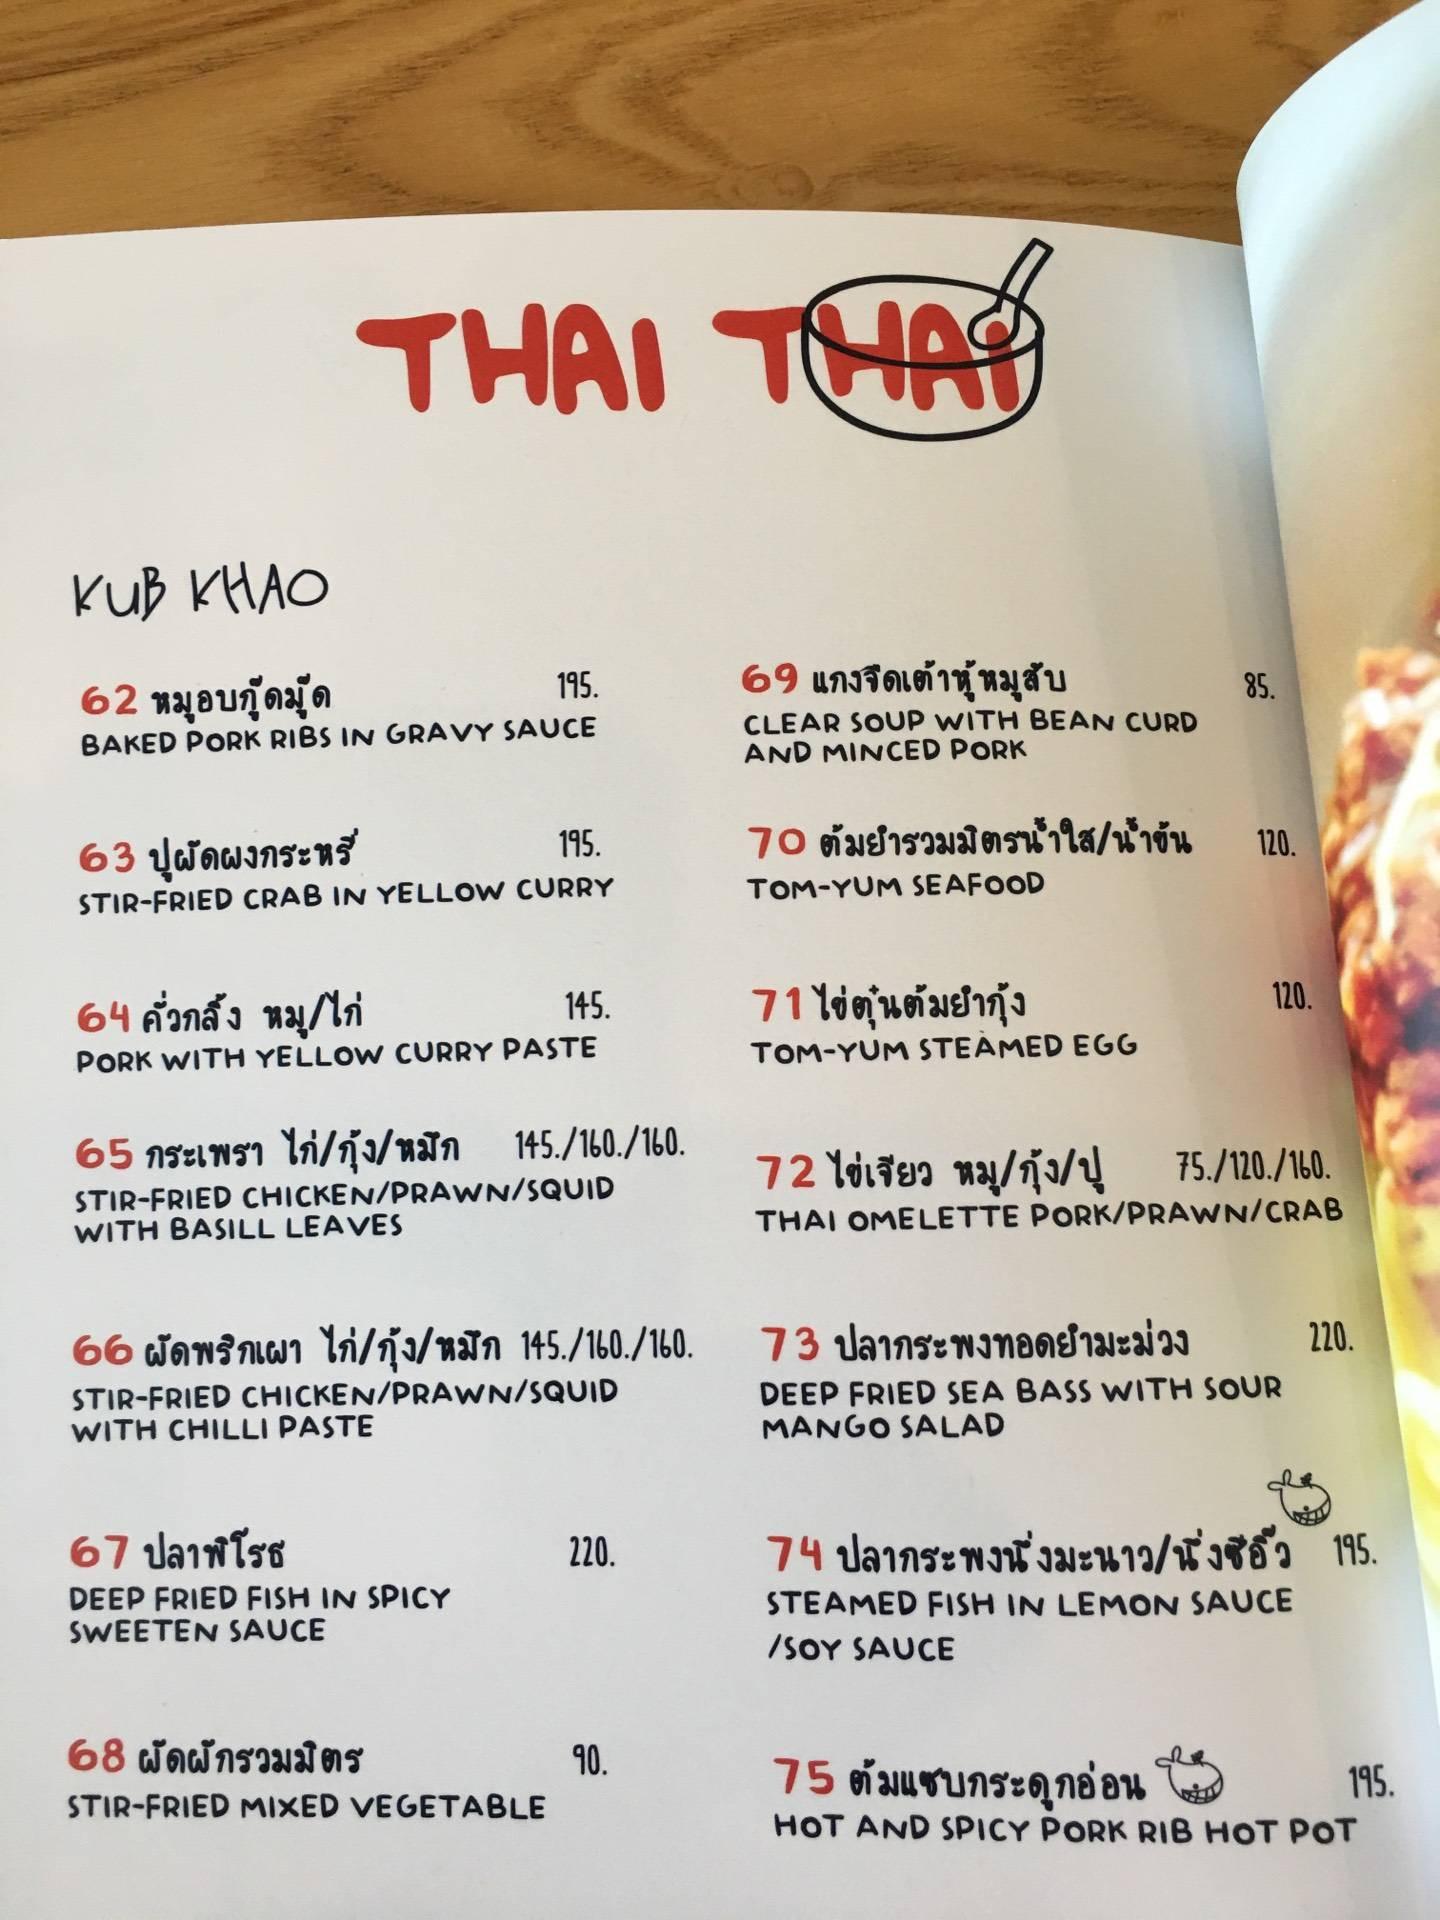 THAI THAI
KUB KHAO
62 หมูอบกู๊ดมู๊ด 195.
BAKED PORK RIBS IN GRAVY SAUCE
63 ปูผัดผงกระหรี่ 195.
STIR-FRIED CRAB IN YELLOW CURRY
64 คั่วกลิ้ง หมู/ไก่ 145.
PORK WITH YELLOW CURRY PASTE
65 กระเพรา ไก่/กุ้ง/หมึก 145./160./160.
STIR-FRIED CHICKEN/PRAWN/SQUID
WITH BASILL LEAVES
66 ผัดพริกเผา ไก่/กุ้ง/หมึก 145./160./160.
STIR-FRIED CHICKEN/PRAWN/SQUID
WITH CHILLI PASTE
67 ปลาพิโรธ 220.
DEEP FRIED FISH IN SPICY
SWEETEN SAUCE
68 ผัดผักรวมมิตร 90.
STIR-FRIED MIXED VEGETABLE
69 แกงจืดเต้าหู้หมูสับ 85.
CLEAR SOUP WITH BEAN CURD
AND MINCED PORK
70 ต้มยำรวมมิตรน้ำใส/น้ำข้น 120.
TOM-YUM SEAFOOD
71 ไข่ตุ๋นต้มยำกุ้ง 120.
TOM-YUM STEAMED EGG
72 ไข่เจียว หมู/กุ้ง/ปู 75./120./160.
THAI OMELETTE PORK/PRAWN/CRAB
73 ปลากระพงทอดยำมะม่วง 220.
DEEP FRIED SEA BASS WITH SOUR
MANGO SALAD
74 ปลากระพงนึ่งมะนาว/นึ่งซีอิ๊ว 195.
STEAMED FISH IN LEMON SAUCE
/SOY SAUCE
75 ต้มแซบกระดูกอ่อน 195.
HOT AND SPICY PORK RIB HOT POT